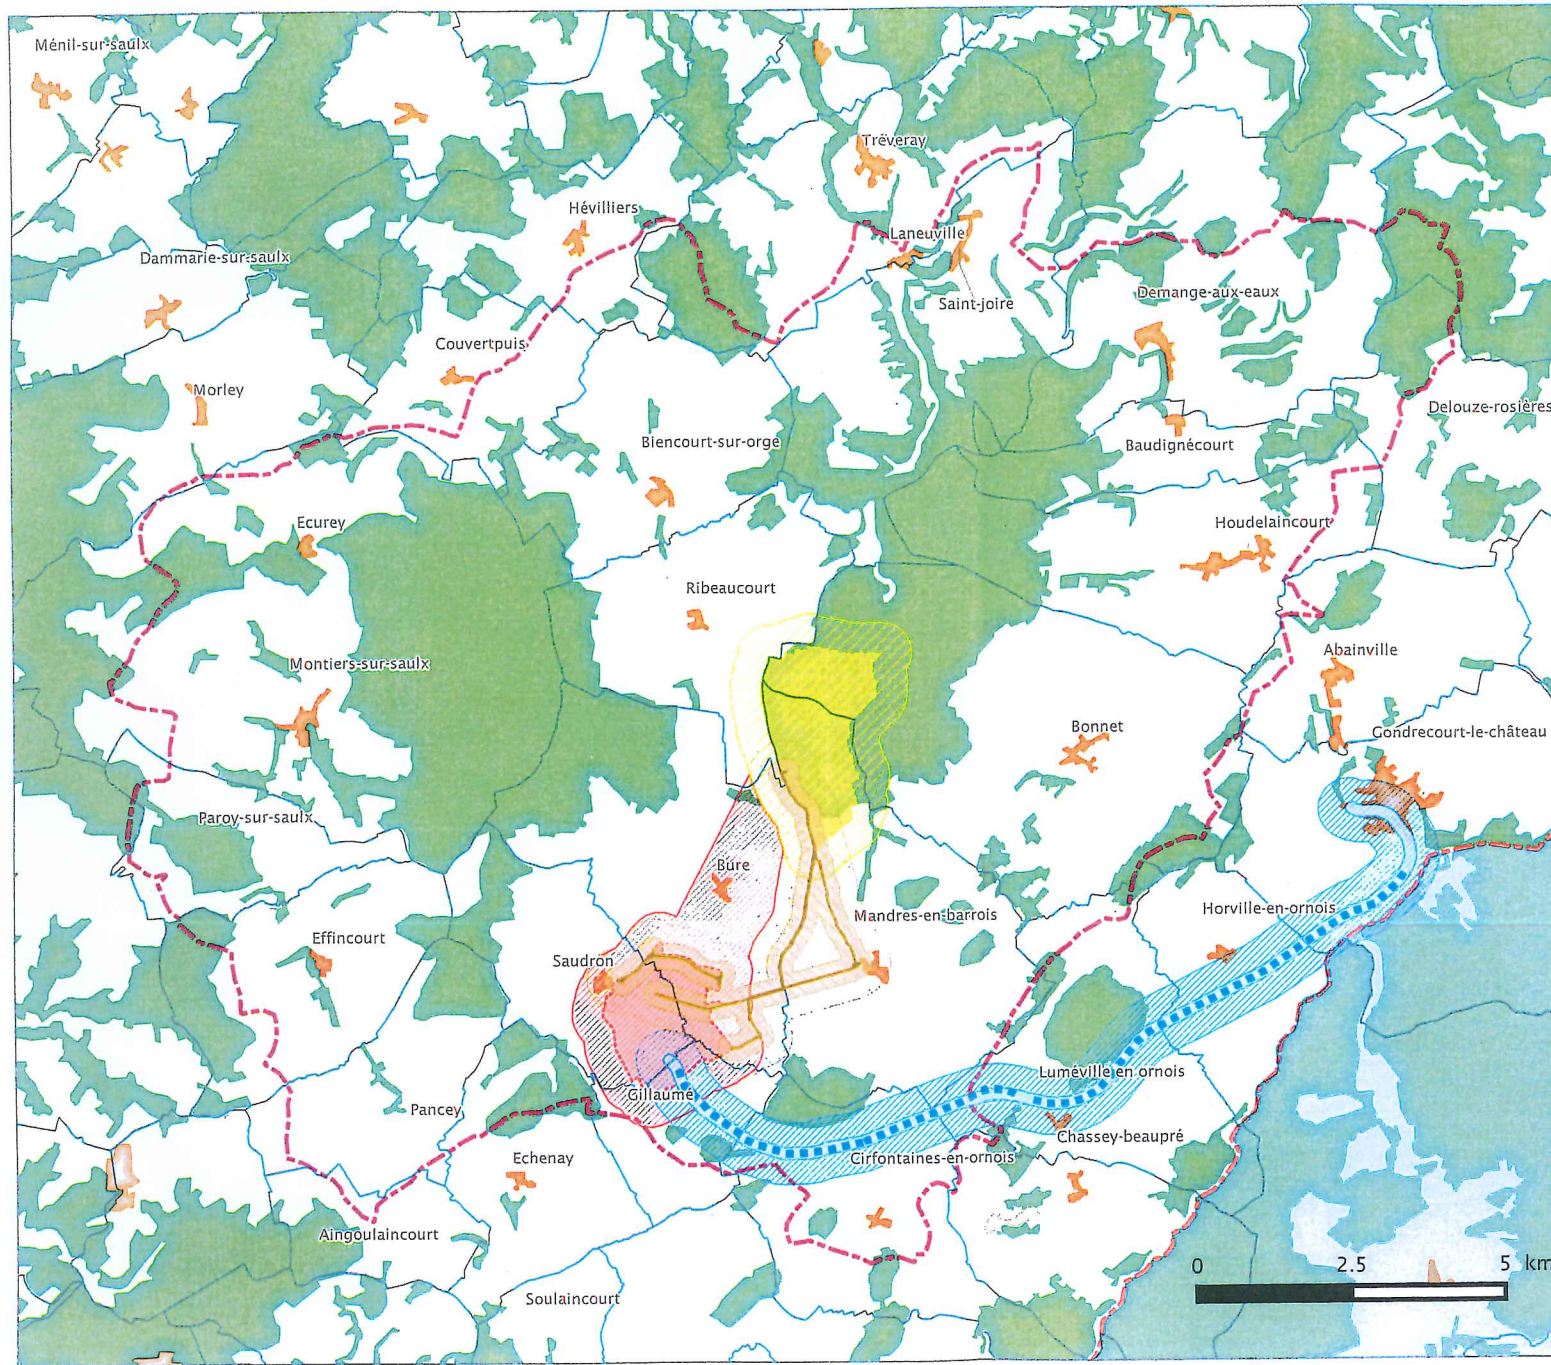 Ménil-sur-saulx
Tréveray
Hévilliers
Laneuville
Dammarie-sur-saulx
Saint-joire
Demange-aux-eaux
Couvertpuis
Morley
Delouze-rosières
Biencourt-sur-orge
Baudignécourt
Ecurey
Houdelaincourt
Ribeaucourt
Montiers-sur-saulx
Abainville
Bonnet
Gondrecourt-le-château
Paroy-sur-saulx
Bure
Mandres-en-barrois
Horville-en-ornois
Effincourt
Saudron
Luméville en ornois
Gillaumé
Pancey
Chassey-beaupré
Echenay
Cirfontaines-en-ornois
Aingoulaincourt
0 2.5 5 km
Soulaincourt